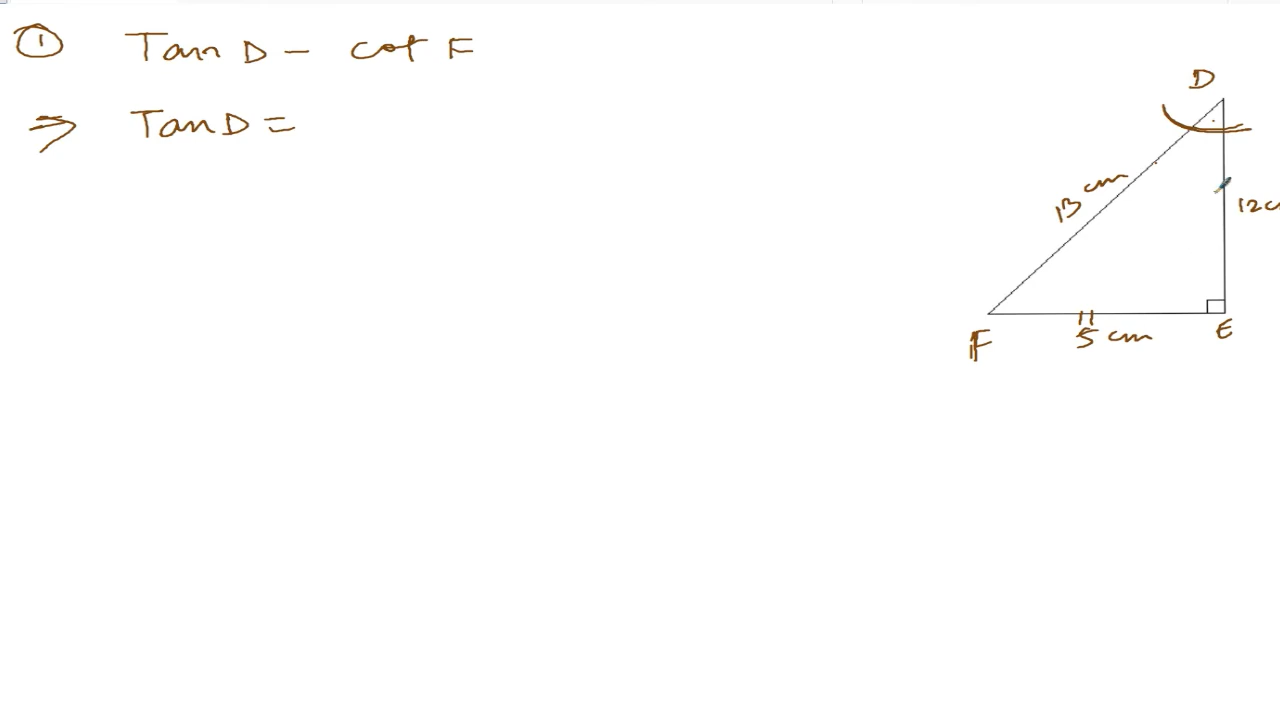 ① Tan D - cot F
⇒ Tan D =
D
13 cm
12c
F
5 cm
E